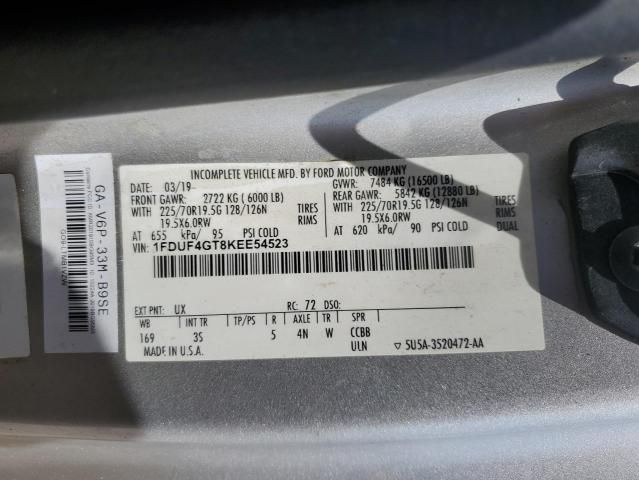 INCOMPLETE VEHICLE MFD. BY FORD MOTOR COMPANY
DATE: 03/19 GVWR: 7484 KG (16500 LB)
FRONT GAWR: 2722 KG ( 6000 LB) REAR GAWR: 5842 KG (12880 LB)
WITH WITH
225/70R19.5G 128/126N TIRES 225/70R19.5G 128/126N TIRES
19.5X6.0RW RIMS 19.5X6.0RW RIMS
AT 655 kPa/ 95 PSI COLD AT 620 kPa/ 90 PSI COLD DUAL
1FDUF4GT8KEE54523
EXT PNT: UX RC: 72 DSO:
WB INT TR TP/PS R AXLE TR SPR
169 3S 5 4N W CCBB
MADE IN U.S.A. ULN ▽ 5U5A-3520472-AA
GA-V6P-33M-B9SE